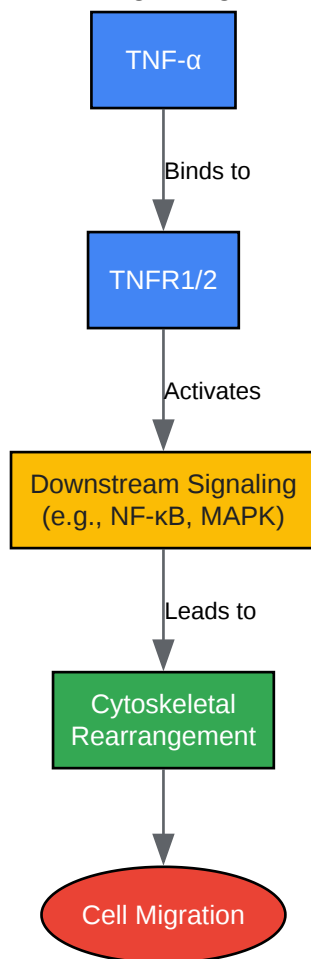 TNF-α
Binds to
TNFR1/2
Activates
Downstream Signaling
(e.g., NF-κB, MAPK)
Leads to
Cytoskeletal
Rearrangement
Cell Migration